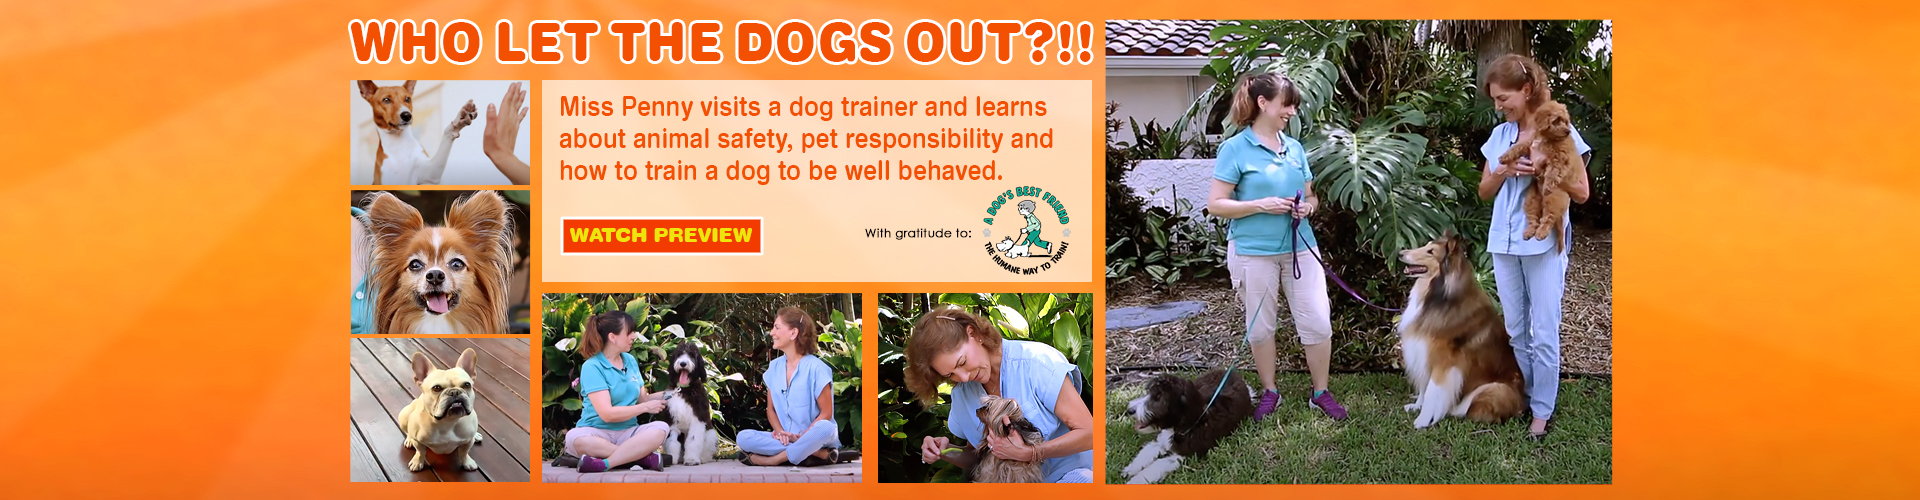 WHO LET THE DOGS OUT?!!
Miss Penny visits a dog trainer and learns
about animal safety, pet responsibility and
how to train a dog to be well behaved.
WATCH PREVIEW
With gratitude to:
A DOG'S BEST FRIEND
THE HUMANE WAY TO TRAIN!